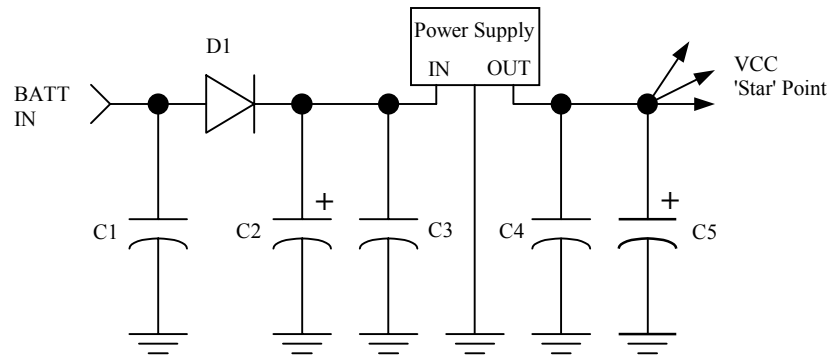 Power Supply
IN OUT
D1
BATT
IN
VCC
'Star' Point
C1
+
C2
C3
C4
+
C5